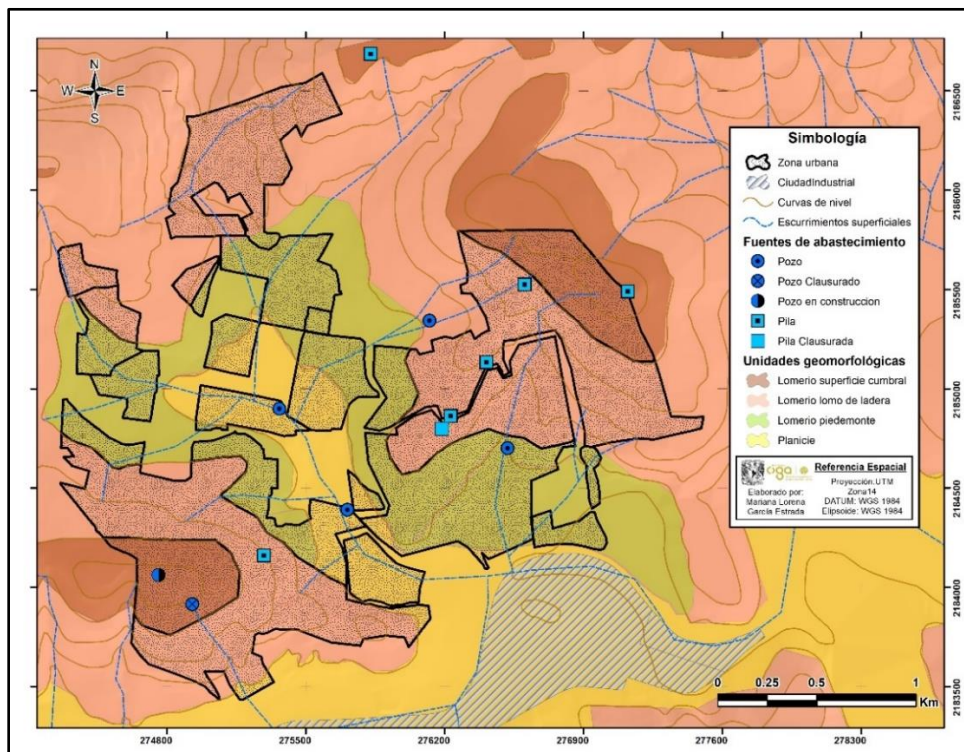 N
W E
S
2186500
2186000
2185500
2185000
2184500
2184000
2183500
274800 275500 276200 276900 277600 278300
Simbología
Zona urbana
CiudadIndustrial
Curvas de nivel
Escurrimientos superficiales
Fuentes de abastecimiento
Pozo
Pozo Clausurado
Pozo en construccion
Pila
Pila Clausurada
Unidades geomorfológicas
Lomerio superficie cumbral
Lomerio lomo de ladera
Lomerio piedemonte
Planicie
ciga
Elaborado por:
Mariana Lorena
García Estrada
Referencia Espacial
Proyección.UTM
Zona14
DATUM: WGS 1984
Elipsoide: WGS 1984
0 0.25 0.5 1
Km